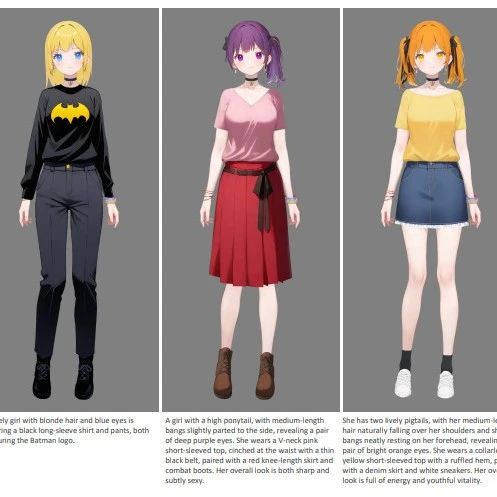 ely girl with blonde hair and blue eyes is
ring a black long-sleeve shirt and pants, both
uring the Batman logo.
A girl with a high ponytail, with medium-length
bangs slightly parted to the side, revealing a pair
of deep purple eyes. She wears a V-neck pink
short-sleeved top, cinched at the waist with a thin
black belt, paired with a red knee-length skirt and
combat boots. Her overall look is both sharp and
subtly sexy.
She has two lively pigtails, with her medium-l
hair naturally falling over her shoulders and sh
bangs neatly resting on her forehead, revealin
pair of bright orange eyes. She wears a collarl
yellow short-sleeved top with a ruffled hem, p
with a denim skirt and white sneakers. Her ov
look is full of energy and youthful vitality.